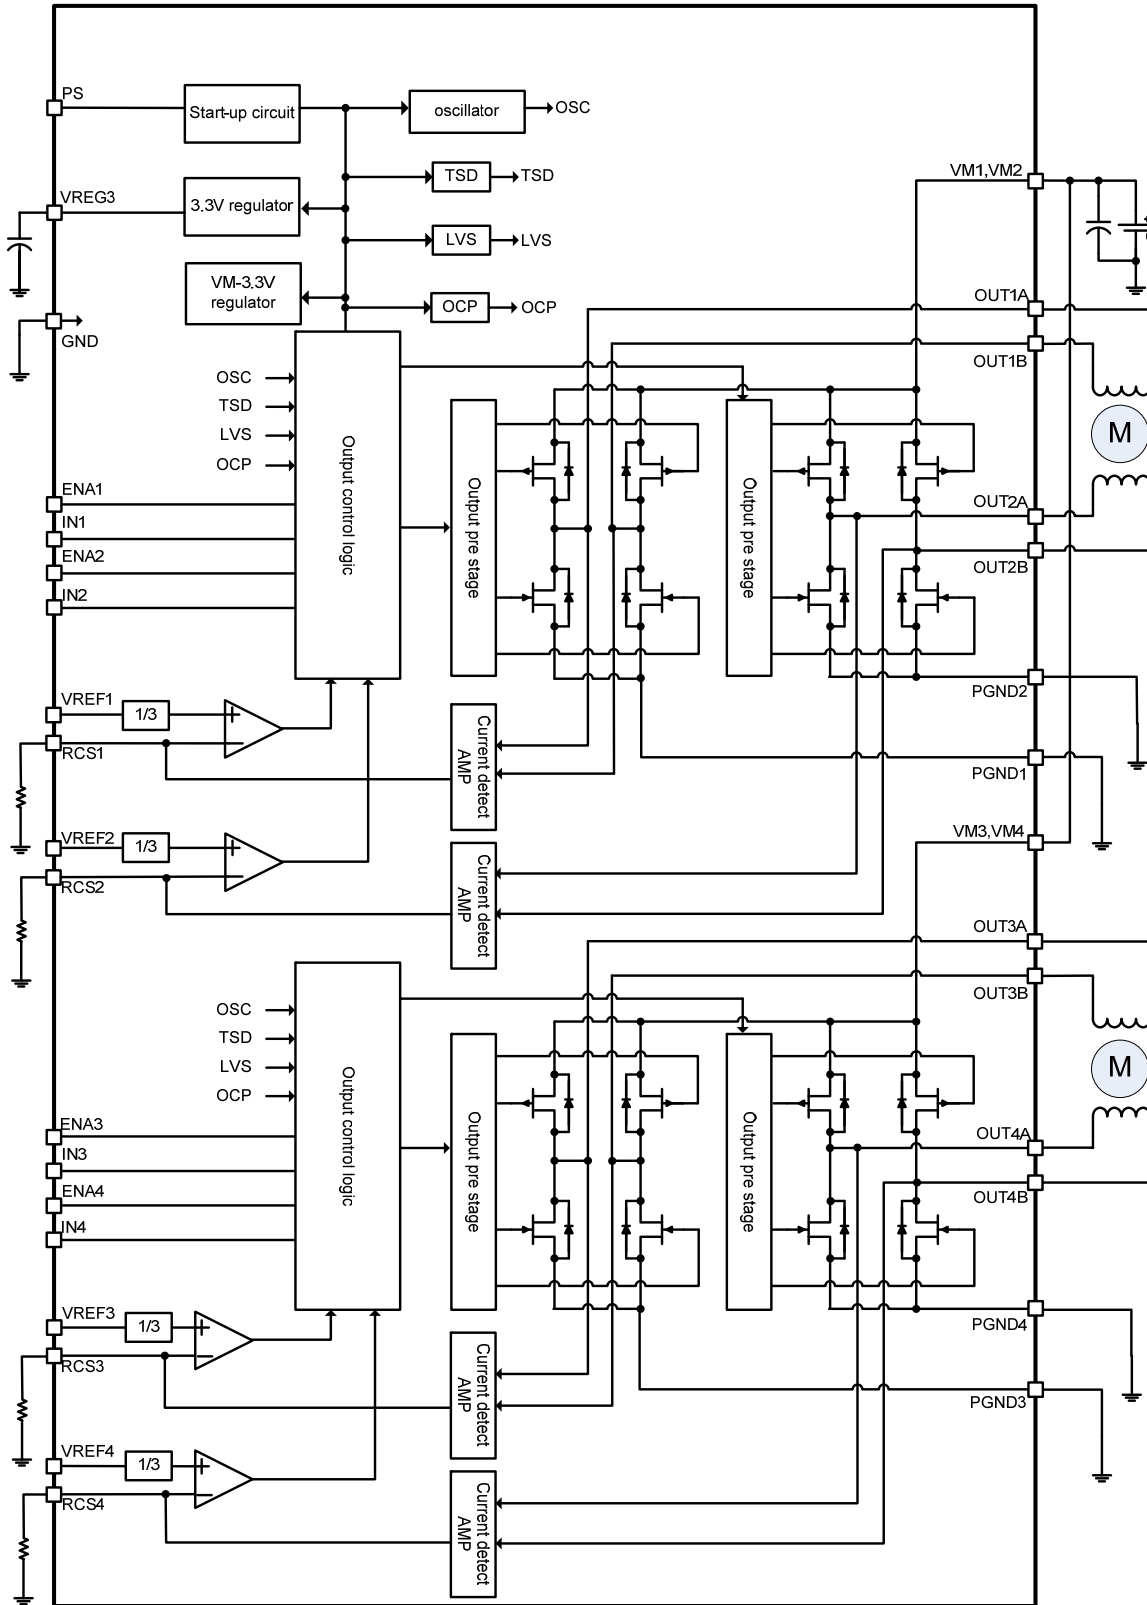 PS
Start-up circuit
oscillator
OSC
TSD
TSD
VM1,VM2
VREG3
3.3V regulator
LVS
LVS
VM-3.3V
regulator
OCP
OCP
OUT1A
GND
OUT1B
OSC
TSD
LVS
OCP
Output control logic
Output pre stage
Output pre stage
M
ENA1
IN1
ENA2
IN2
OUT2A
OUT2B
VREF1
1/3
+
−
RCS1
Current detect
AMP
PGND2
PGND1
VREF2
1/3
+
−
RCS2
Current detect
AMP
VM3,VM4
OUT3A
OUT3B
OSC
TSD
LVS
OCP
Output control logic
Output pre stage
Output pre stage
M
ENA3
IN3
ENA4
IN4
OUT4A
OUT4B
VREF3
1/3
+
−
RCS3
Current detect
AMP
PGND4
PGND3
VREF4
1/3
+
−
RCS4
Current detect
AMP